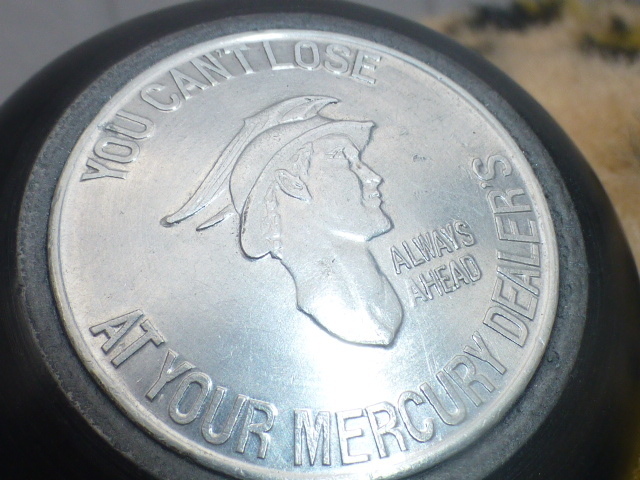 YOU CAN'T LOSE
ALWAYS
AHEAD
AT YOUR MERCURY DEALER'S